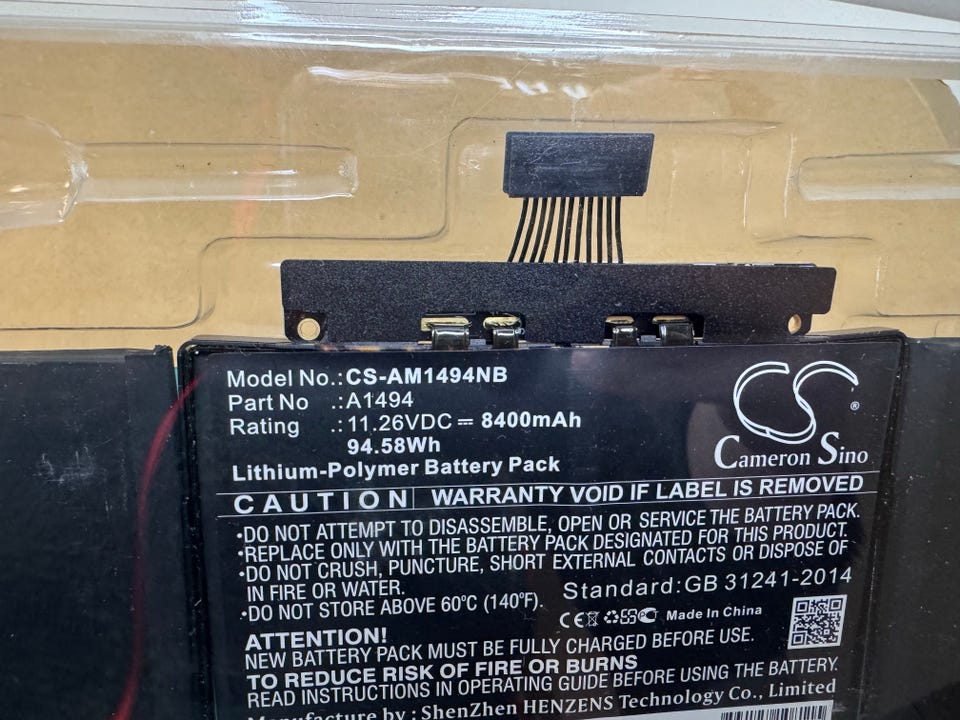 Model No.:CS-AM1494NB
Part No .:A1494
Rating .:11.26VDC ⎓ 8400mAh
94.58Wh
Lithium-Polymer Battery Pack
CS ®
Cameron Sino
CAUTION WARRANTY VOID IF LABEL IS REMOVED
•DO NOT ATTEMPT TO DISASSEMBLE, OPEN OR SERVICE THE BATTERY PACK.
•REPLACE ONLY WITH THE BATTERY PACK DESIGNATED FOR THIS PRODUCT.
•DO NOT CRUSH, PUNCTURE, SHORT EXTERNAL CONTACTS OR DISPOSE OF
IN FIRE OR WATER.
•DO NOT STORE ABOVE 60°C (140°F).
Standard:GB 31241-2014
CE Made In China
ATTENTION!
NEW BATTERY PACK MUST BE FULLY CHARGED BEFORE USE.
TO REDUCE RISK OF FIRE OR BURNS
READ INSTRUCTIONS IN OPERATING GUIDE BEFORE USING THE BATTERY.
Manufacture by : ShenZhen HENZENS Technology Co., Limited